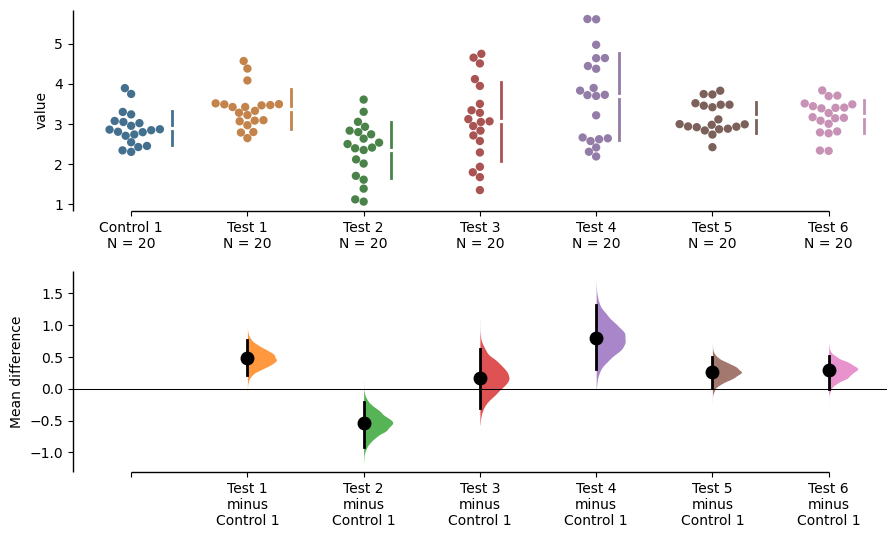 value
5
4
3
2
1
Control 1
N = 20
Test 1
N = 20
Test 2
N = 20
Test 3
N = 20
Test 4
N = 20
Test 5
N = 20
Test 6
N = 20
Mean difference
1.5
1.0
0.5
0.0
−0.5
−1.0
Test 1
minus
Control 1
Test 2
minus
Control 1
Test 3
minus
Control 1
Test 4
minus
Control 1
Test 5
minus
Control 1
Test 6
minus
Control 1